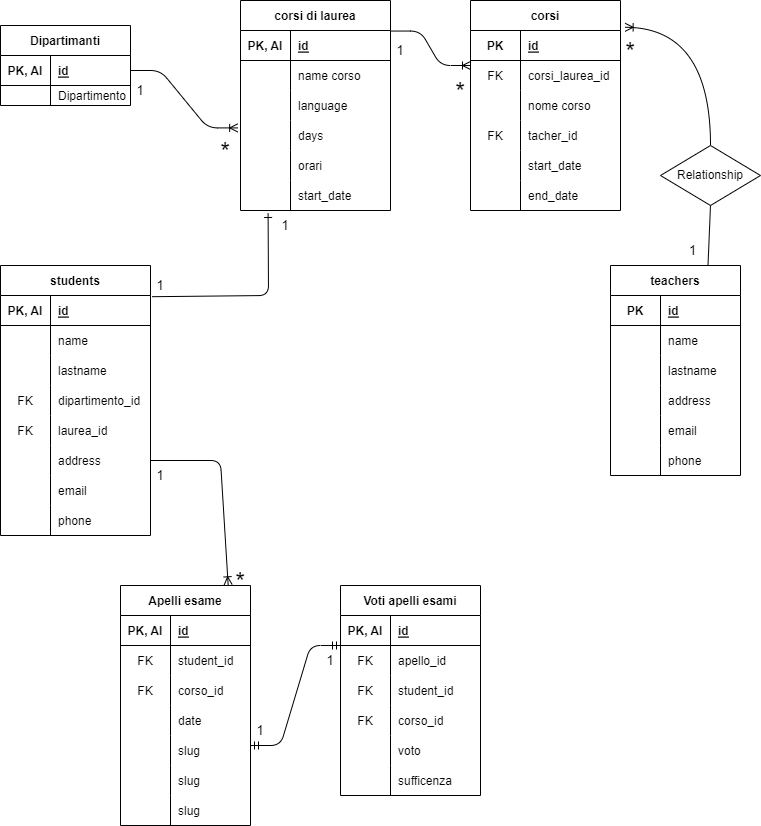 Dipartimanti
PK, AI id
Dipartimento
1
*
corsi di laurea
PK, AI id
name corso
language
days
orari
start_date
1
*
1
corsi
PK id
FK corsi_laurea_id
nome corso
FK tacher_id
start_date
end_date
*
Relationship
1
teachers
PK id
name
lastname
address
email
phone
students
1
PK, AI id
name
lastname
FK dipartimento_id
FK laurea_id
address
email
phone
1
*
Apelli esame
PK, AI id
FK student_id
FK corso_id
date
slug
slug
slug
1
1
Voti apelli esami
PK, AI id
FK apello_id
FK student_id
FK corso_id
voto
sufficenza